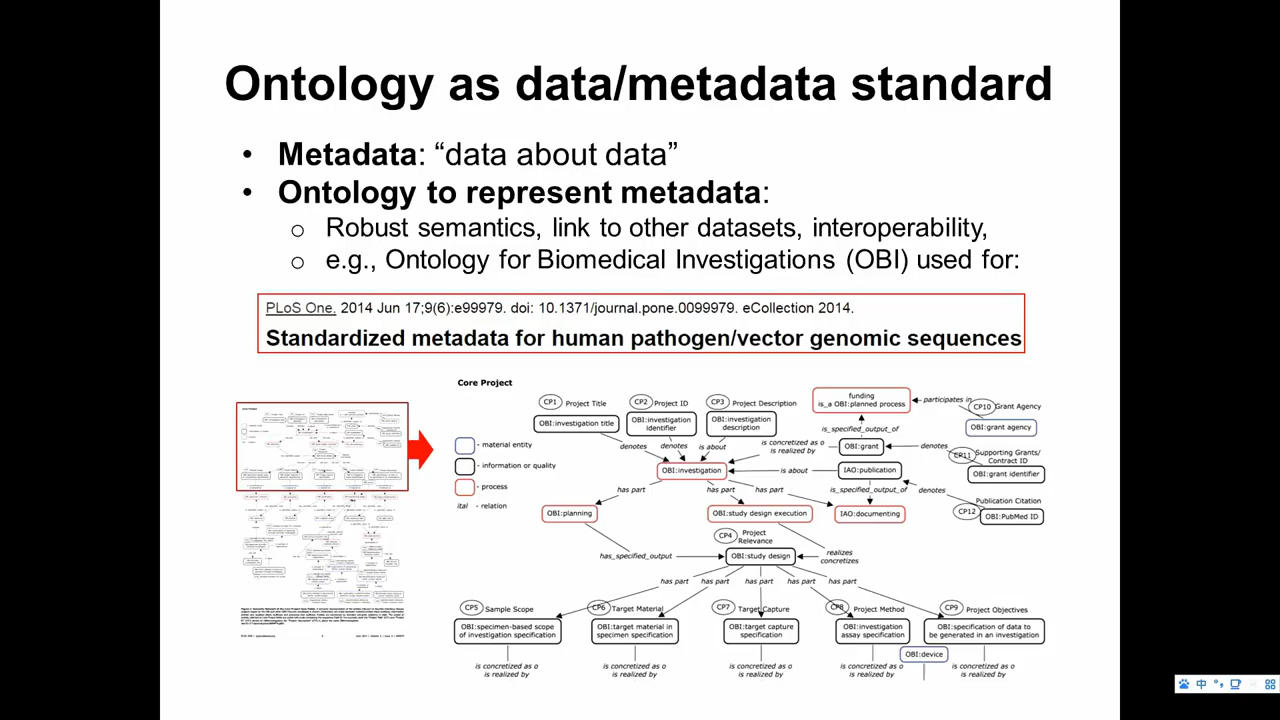 Ontology as data/metadata standard
• Metadata: “data about data”
• Ontology to represent metadata:
o Robust semantics, link to other datasets, interoperability,
o e.g., Ontology for Biomedical Investigations (OBI) used for:
PLoS One. 2014 Jun 17;9(6):e99979. doi: 10.1371/journal.pone.0099979. eCollection 2014.
Standardized metadata for human pathogen/vector genomic sequences
Core Project
CP1 Project Title
CP2 Project ID
CP3 Project Description
OBI:investigation title
OBI:investigation
identifier
OBI:investigation
description
funding
is_a OBI:planned process
participates in
CP10 Grant Agency
OBI:grant agency
- material entity
- information or quality
- process
ital - relation
denotes
denotes
is about
is concretized as o
is realized by
is_specified_output_of
OBI:grant
denotes
CP11 Supporting Grants/
Contract ID
OBI:grant identifier
OBI:investigation
is about
IAO:publication
has part
has part
has part
is_specified_output_of
denotes
Publication Citation
CP12
OBI:PubMed ID
OBI:planning
OBI:study design execution
IAO:documenting
CP4 Project
Relevance
has_specified_output
OBI:study design
realizes
concretizes
has part
has part
has part
has part
has part
CP5 Sample Scope
CP6 Target Material
CP7 Target Capture
CP8 Project Method
CP9 Project Objectives
OBI:specimen-based scope
of investigation specification
OBI:target material in
specimen specification
OBI:target capture
specification
OBI:investigation
assay specification
OBI:specification of data to
be generated in an investigation
OBI:device
is concretized as o
is realized by
is concretized as o
is realized by
is concretized as o
is realized by
is concretized as o
is realized by
is concretized as o
is realized by
中